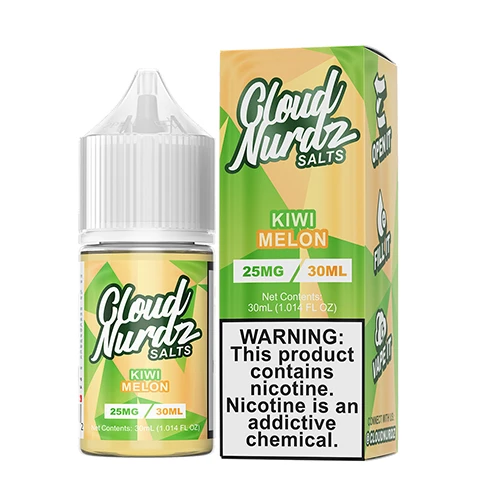 Cloud
Nurdz
SALTS
KIWI
MELON
25MG / 30ML
Net Contents:
30mL (1.014 FL OZ)
WARNING:
This product
contains
nicotine.
Nicotine is an
addictive
chemical.
OPEN IT
FILL IT
VAPE IT
CONNECT WITH US
@CLOUDNURDZ
Cloud
Nurdz
SALTS
KIWI
MELON
25MG / 30ML
Net Contents: 30mL (1.014 FL OZ)